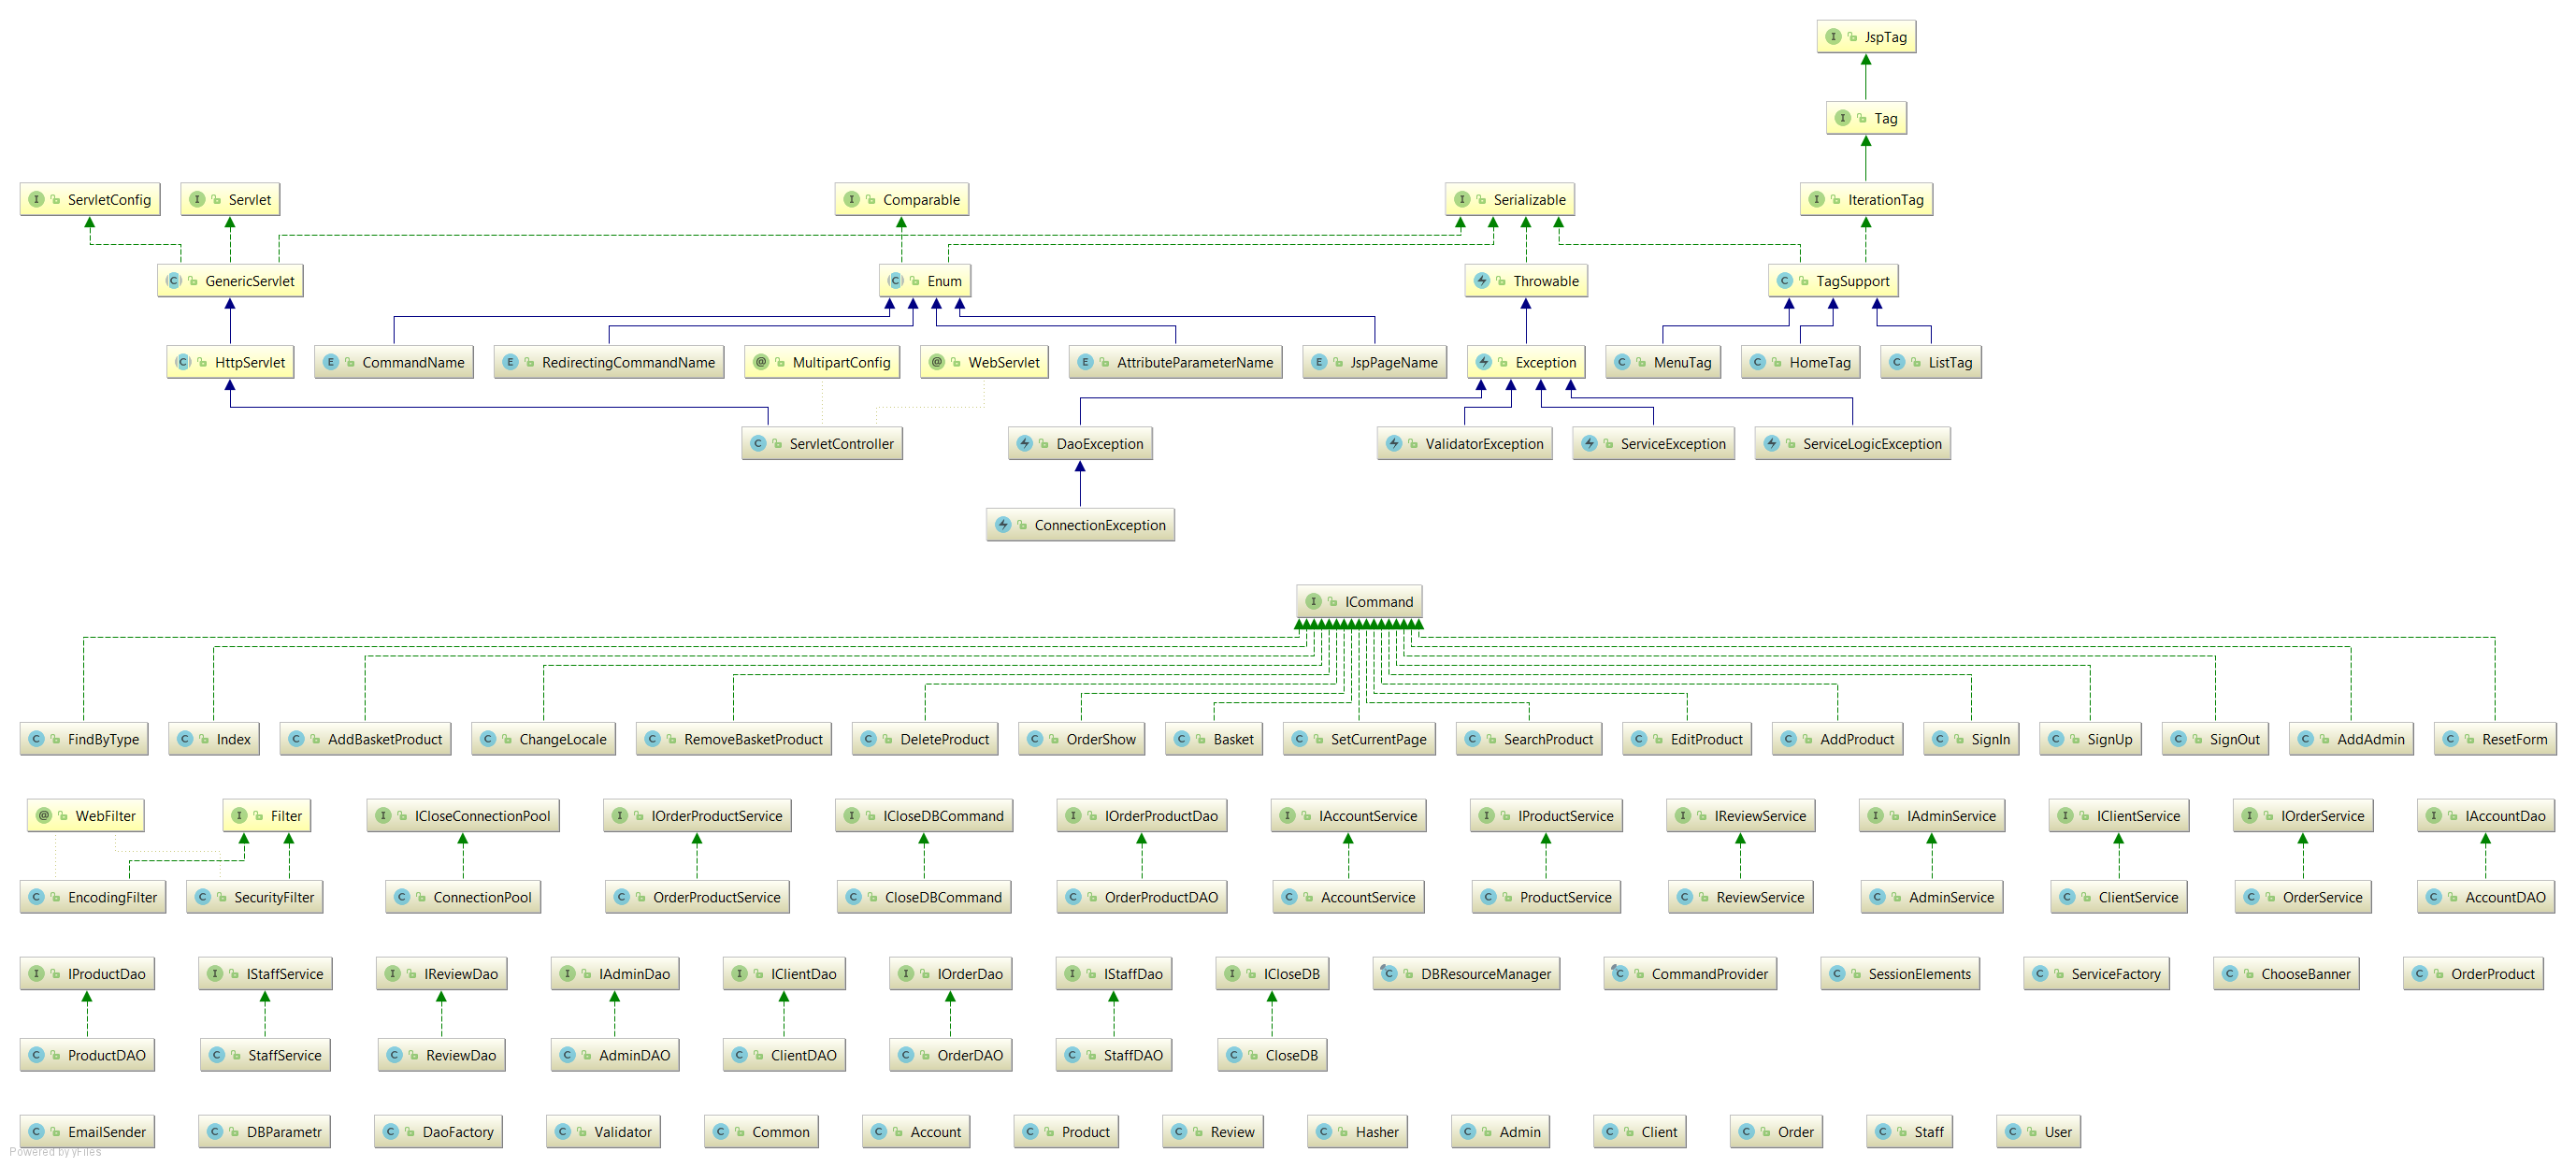 JspTag
Tag
ServletConfig Servlet Comparable Serializable IterationTag
GenericServlet Enum Throwable TagSupport
HttpServlet CommandName RedirectingCommandName MultipartConfig WebServlet AttributeParameterName JspPageName Exception MenuTag HomeTag ListTag
ServletController DaoException ValidatorException ServiceException ServiceLogicException
ConnectionException
ICommand
FindByType Index AddBasketProduct ChangeLocale RemoveBasketProduct DeleteProduct OrderShow Basket SetCurrentPage SearchProduct EditProduct AddProduct SignIn SignUp SignOut AddAdmin ResetForm
WebFilter Filter ICloseConnectionPool IOrderProductService ICloseDBCommand IOrderProductDao IAccountService IProductService IReviewService IAdminService IClientService IOrderService IAccountDao
EncodingFilter SecurityFilter ConnectionPool OrderProductService CloseDBCommand OrderProductDAO AccountService ProductService ReviewService AdminService ClientService OrderService AccountDAO
IProductDao IStaffService IReviewDao IAdminDao IClientDao IOrderDao IStaffDao ICloseDB DBResourceManager CommandProvider SessionElements ServiceFactory ChooseBanner OrderProduct
ProductDAO StaffService ReviewDao AdminDAO ClientDAO OrderDAO StaffDAO CloseDB
EmailSender DBParametr DaoFactory Validator Common Account Product Review Hasher Admin Client Order Staff User
Powered by yFiles